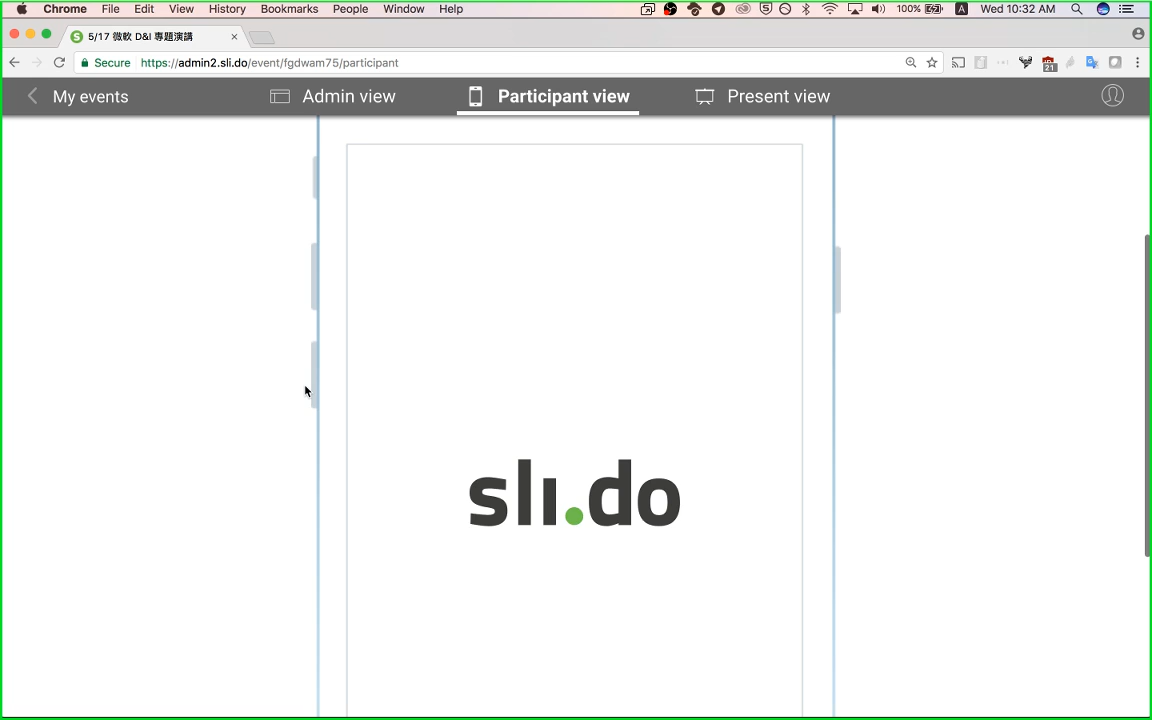 Chrome File Edit View History Bookmarks People Window Help 100% A Wed 10:32 AM
5/17 微軟 D&I 專題演講
Secure https://admin2.sli.do/event/fgdwam75/participant 21
My events Admin view Participant view Present view
sli.do